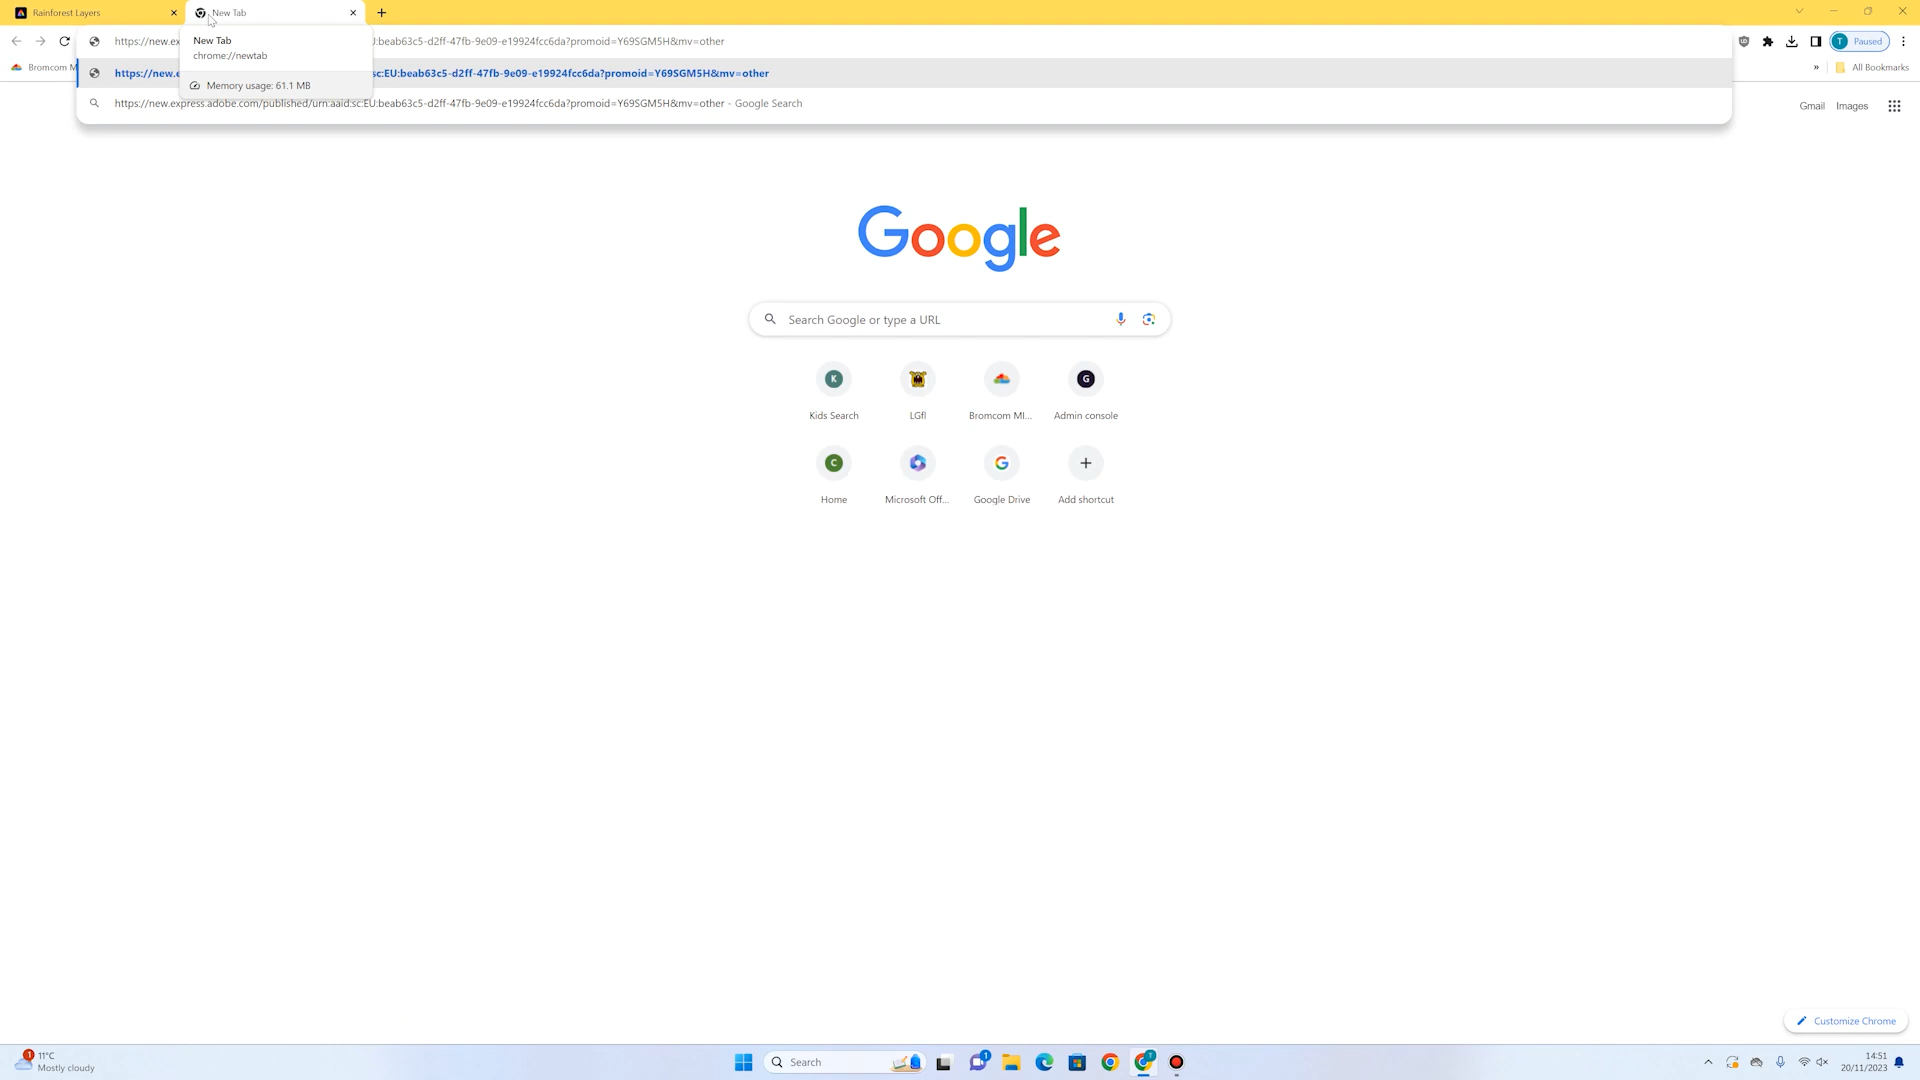 Rainforest Layers
New Tab
https://new.ex
J:beab63c5-d2ff-47fb-9e09-e19924fcc6da?promoid=Y69SGM5H&mv=other
Paused
New Tab
chrome://newtab
Bromcom M
https://new.e
sc:EU:beab63c5-d2ff-47fb-9e09-e19924fcc6da?promoid=Y69SGM5H&mv=other
All Bookmarks
Memory usage: 61.1 MB
https://new.express.adobe.com/published/urn:aaid:sc:EU:beab63c5-d2ff-47fb-9e09-e19924fcc6da?promoid=Y69SGM5H&mv=other - Google Search
Gmail Images
Google
Search Google or type a URL
K G
Kids Search LGfl Bromcom MI... Admin console
C
Home Microsoft Off... Google Drive Add shortcut
Customize Chrome
11°C
Mostly cloudy
Search
14:51
20/11/2023